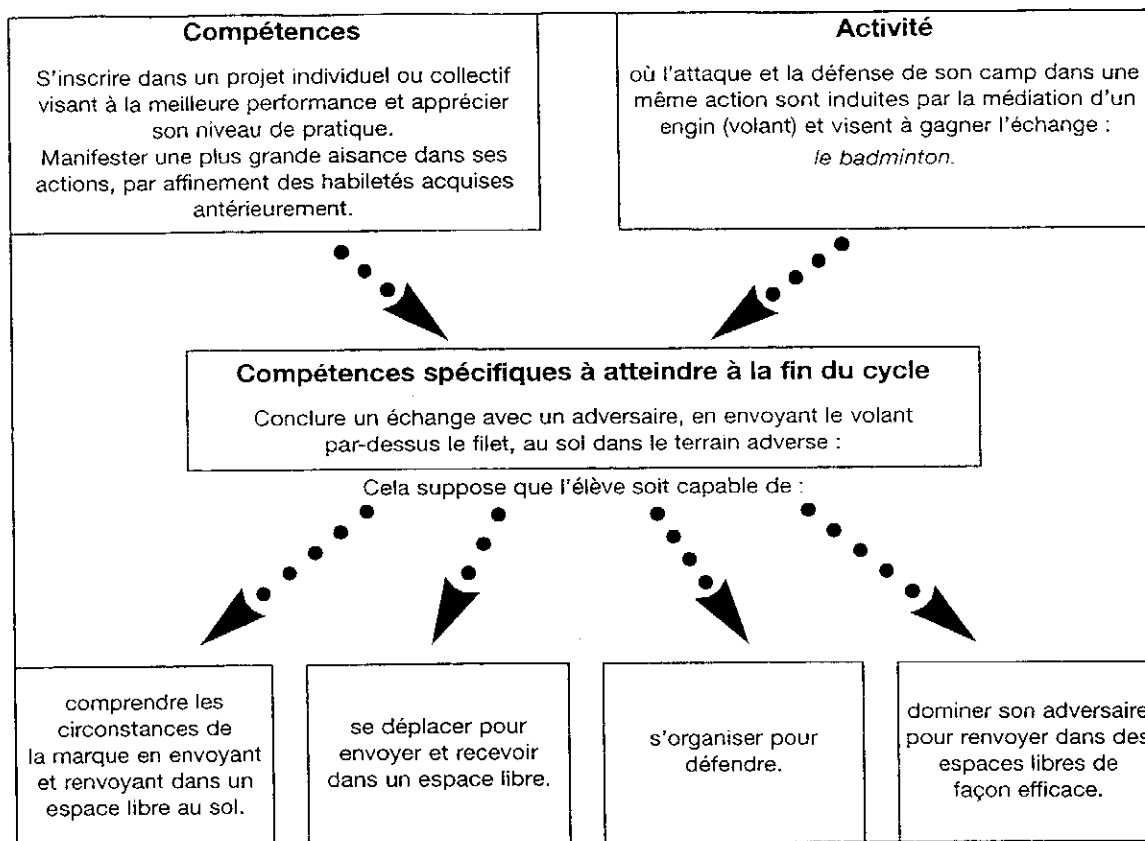 Compétences
S'inscrire dans un projet individuel ou collectif
visant à la meilleure performance et apprécier
son niveau de pratique.
Manifester une plus grande aisance dans ses
actions, par affinement des habiletés acquises
antérieurement.
Activité
où l'attaque et la défense de son camp dans une
même action sont induites par la médiation d'un
engin (volant) et visent à gagner l'échange :
le badminton.
Compétences spécifiques à atteindre à la fin du cycle
Conclure un échange avec un adversaire, en envoyant le volant
par-dessus le filet, au sol dans le terrain adverse :
Cela suppose que l'élève soit capable de :
comprendre les
circonstances de
la marque en envoyant
et renvoyant dans un
espace libre au sol.
se déplacer pour
envoyer et recevoir
dans un espace libre.
s'organiser pour
défendre.
dominer son adversaire
pour renvoyer dans des
espaces libres de
façon efficace.